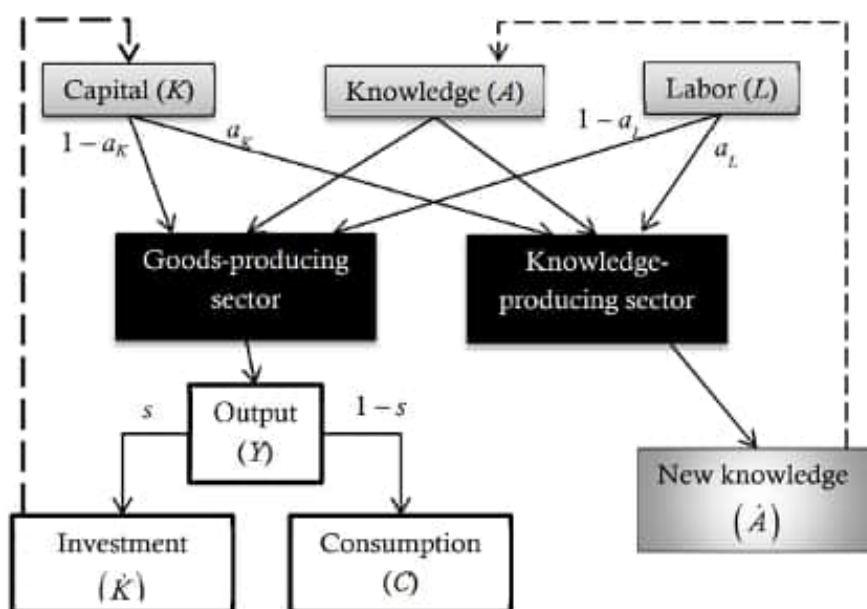 Capital (K)
Knowledge (A)
Labor (L)
1 − a_K
a_K
1 − a_L
a_L
Goods-producing
sector
Knowledge-
producing sector
s
Output
(Y)
1 − s
New knowledge
(Ȧ)
Investment
(K̇)
Consumption
(C)